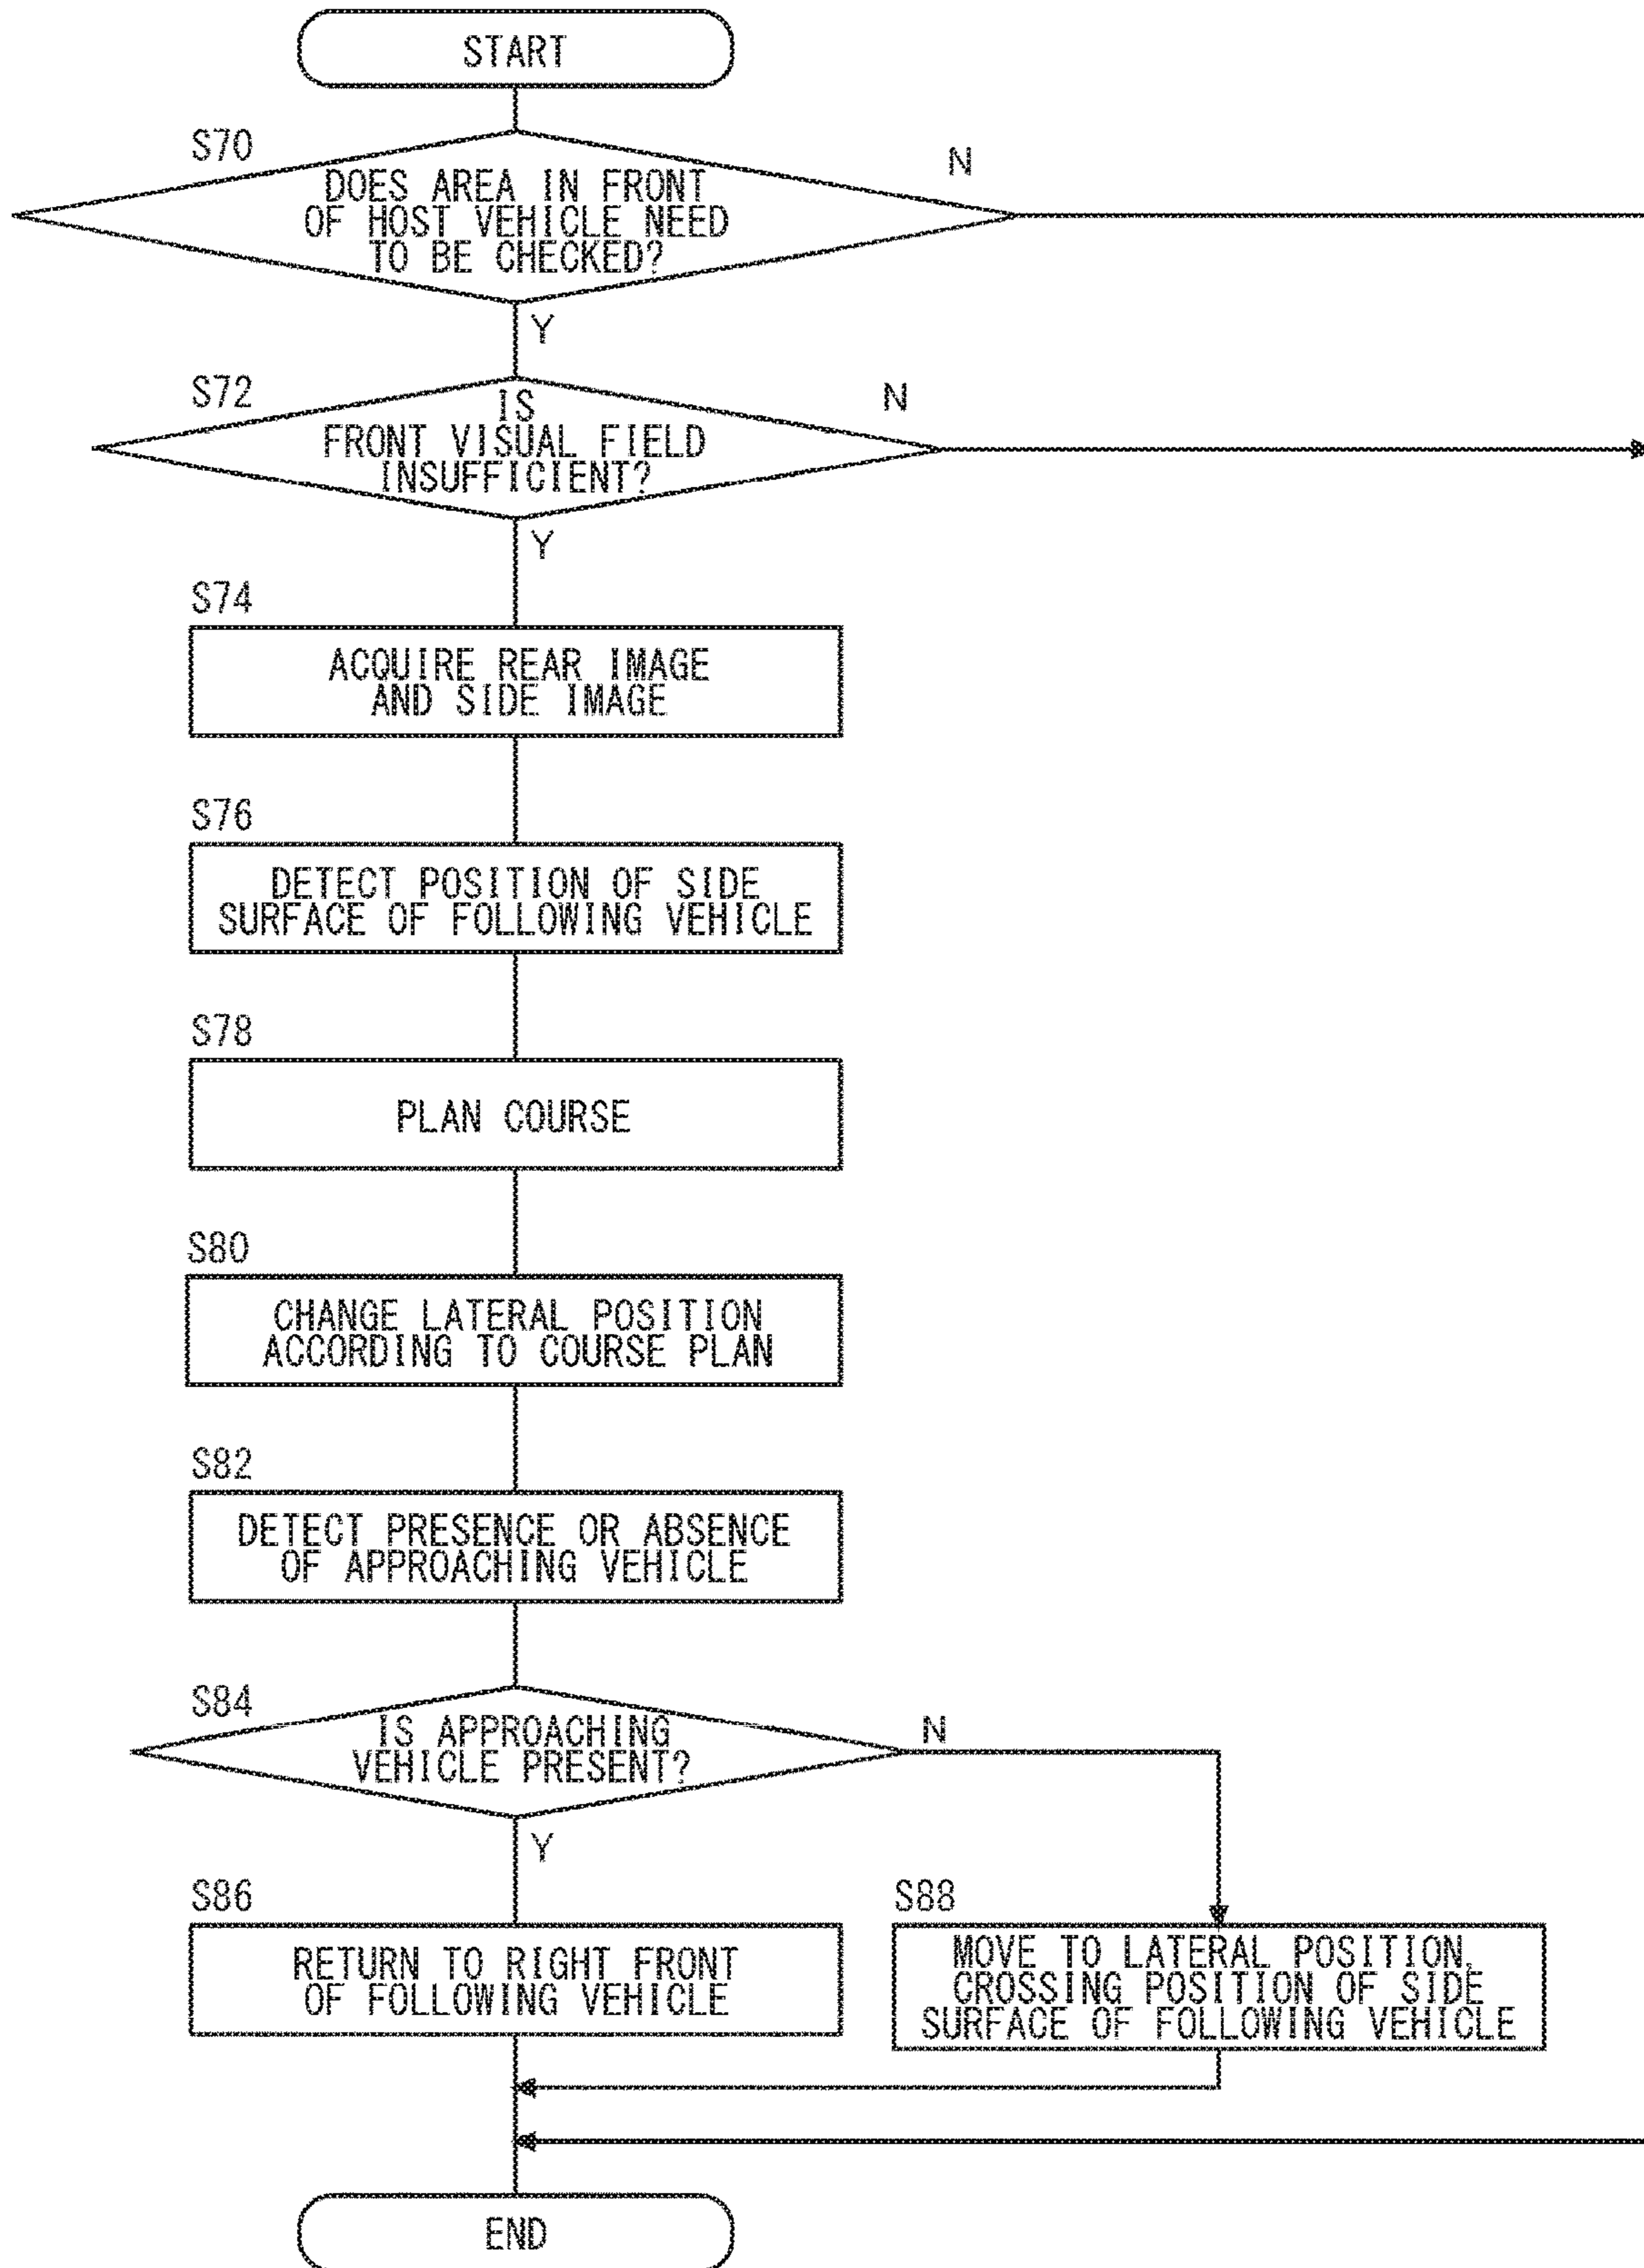 START
S70
DOES AREA IN FRONT
OF HOST VEHICLE NEED
TO BE CHECKED?
N
Y
S72
IS
FRONT VISUAL FIELD
INSUFFICIENT?
N
Y
S74
ACQUIRE REAR IMAGE
AND SIDE IMAGE
S76
DETECT POSITION OF SIDE
SURFACE OF FOLLOWING VEHICLE
S78
PLAN COURSE
S80
CHANGE LATERAL POSITION
ACCORDING TO COURSE PLAN
S82
DETECT PRESENCE OR ABSENCE
OF APPROACHING VEHICLE
S84
IS APPROACHING
VEHICLE PRESENT?
N
Y
S86
RETURN TO RIGHT FRONT
OF FOLLOWING VEHICLE
S88
MOVE TO LATERAL POSITION,
CROSSING POSITION OF SIDE
SURFACE OF FOLLOWING VEHICLE
END